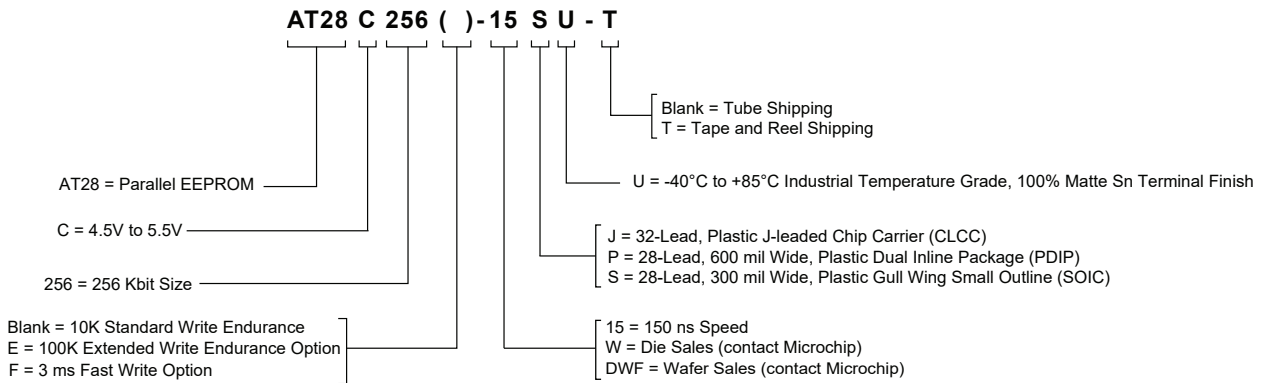 AT28 C 256 ( )-15 S U - T
Blank = Tube Shipping
T = Tape and Reel Shipping
AT28 = Parallel EEPROM
U = -40°C to +85°C Industrial Temperature Grade, 100% Matte Sn Terminal Finish
C = 4.5V to 5.5V
J = 32-Lead, Plastic J-leaded Chip Carrier (CLCC)
P = 28-Lead, 600 mil Wide, Plastic Dual Inline Package (PDIP)
S = 28-Lead, 300 mil Wide, Plastic Gull Wing Small Outline (SOIC)
256 = 256 Kbit Size
Blank = 10K Standard Write Endurance
E = 100K Extended Write Endurance Option
F = 3 ms Fast Write Option
15 = 150 ns Speed
W = Die Sales (contact Microchip)
DWF = Wafer Sales (contact Microchip)